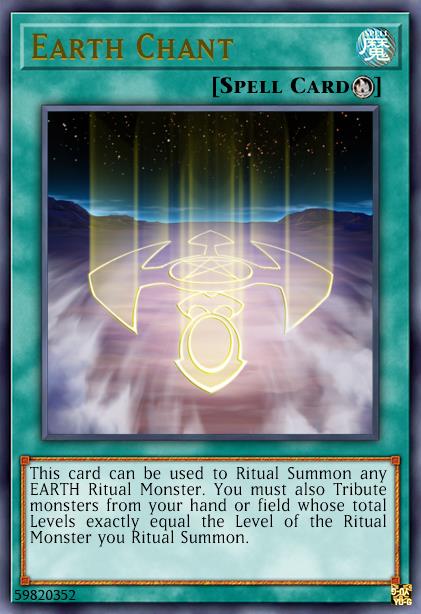 EARTH CHANT
SPELL
魔
[SPELL CARD]
This card can be used to Ritual Summon any
EARTH Ritual Monster. You must also Tribute
monsters from your hand or field whose total
Levels exactly equal the Level of the Ritual
Monster you Ritual Summon.
59820352